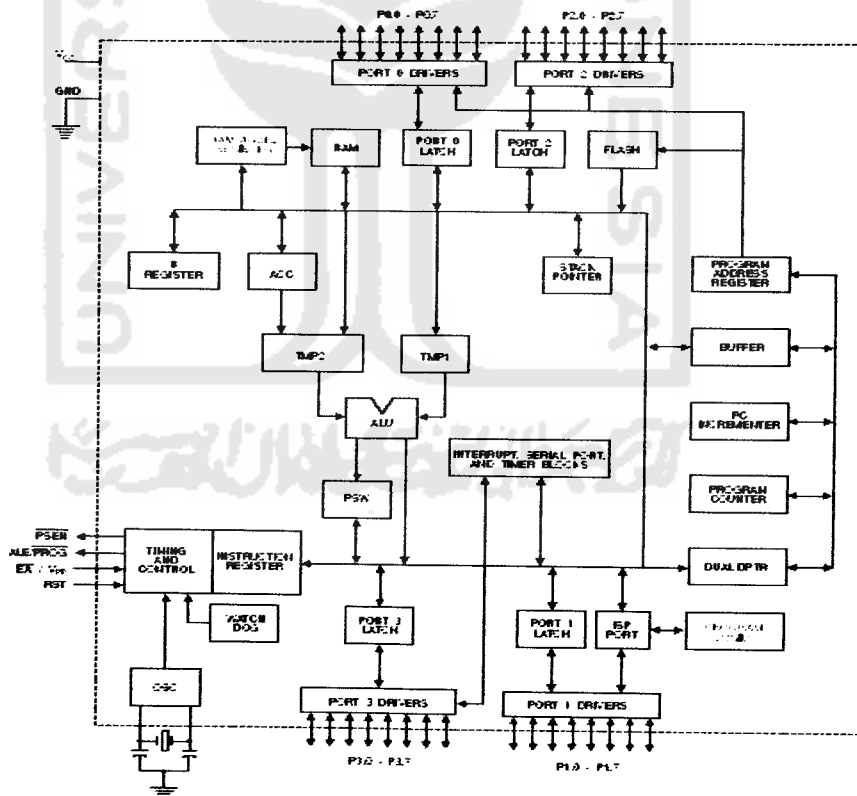 P0.0 - P0.7
P2.0 - P2.7
VCC
PORT 0 DRIVERS
PORT 2 DRIVERS
GND
RAM
PORT 0
LATCH
PORT 2
LATCH
FLASH
B
REGISTER
ACC
STACK
POINTER
PROGRAM
ADDRESS
REGISTER
TMP2
TMP1
BUFFER
ALU
PC
INCREMENTER
INTERRUPT, SERIAL PORT,
AND TIMER BLOCKS
PSW
PROGRAM
COUNTER
PSEN
ALE/PROG
EA / VPP
RST
TIMING
AND
CONTROL
INSTRUCTION
REGISTER
DUAL DPTR
WATCH
DOG
PORT 3
LATCH
PORT 1
LATCH
ISP
PORT
PROGRAM
OSC
PORT 3 DRIVERS
PORT 1 DRIVERS
P3.0 - P3.7
P1.0 - P1.7